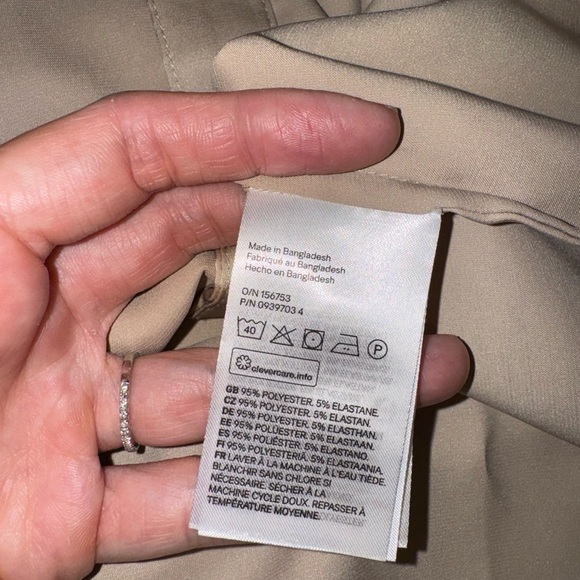 Made in Bangladesh
Fabriqué au Bangladesh
Hecho en Bangladesh
O/N 156753
P/N 0939703 4
40 P
clevercare.info
GB 95% POLYESTER. 5% ELASTANE.
CZ 95% POLYESTER. 5% ELASTAN.
DE 95% POLYESTER. 5% ELASTHAN.
EE 95% POLÜESTER. 5% ELASTAAN.
ES 95% POLIÉSTER. 5% ELASTANO.
FI 95% POLYESTERIÄ. 5% ELASTAANIA.
FR LAVER À LA MACHINE À L'EAU TIÈDE.
BLANCHIR SANS CHLORE SI
NÉCESSAIRE. SÉCHER À LA
MACHINE CYCLE DOUX. REPASSER À
TEMPÉRATURE MOYENNE.